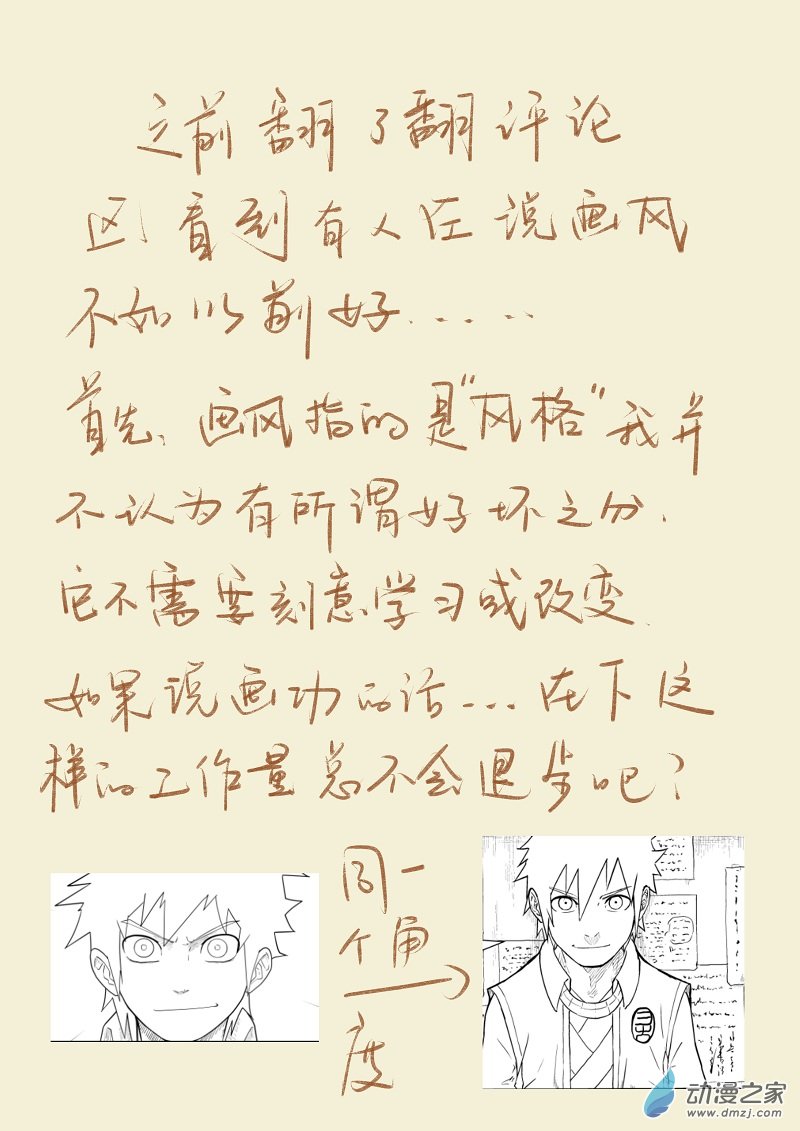 之前翻了翻评论
区,看到有人在说画风
不如以前好......
首先、画风指的是“风格”我并
不认为有所谓好坏之分.
它不需要刻意学习或改变.
如果说画功的话...在下这
样的工作量总不会退步吧?
同一
个角
度
动漫之家
www.dmzj.com